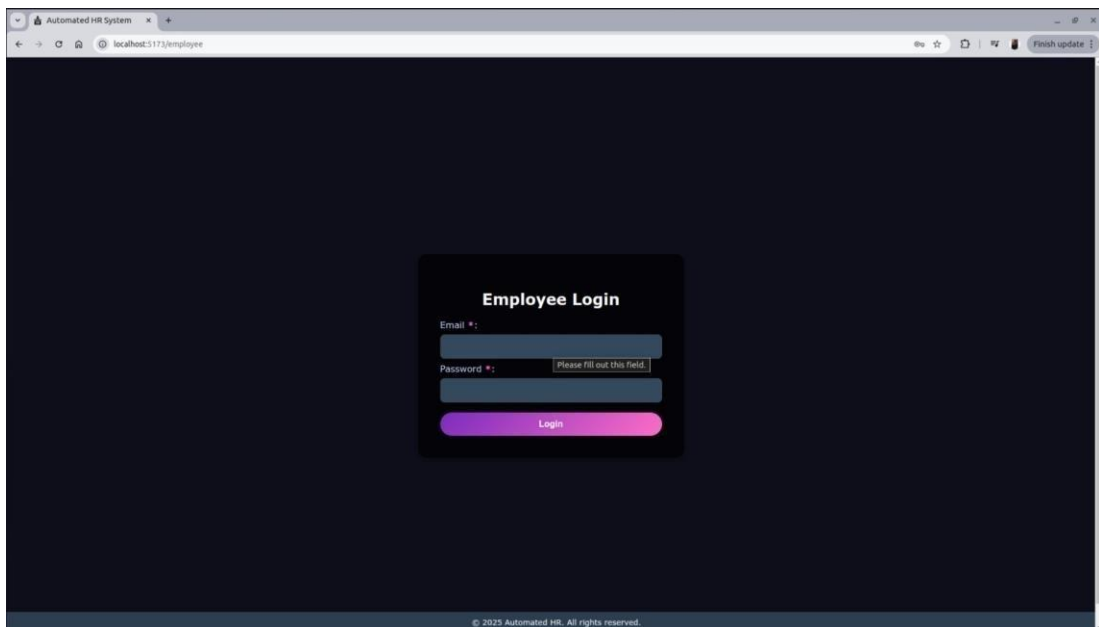 Automated HR System
localhost:5173/employee
Finish update
Employee Login
Email *:
Please fill out this field.
Password *:
Login
© 2025 Automated HR. All rights reserved.